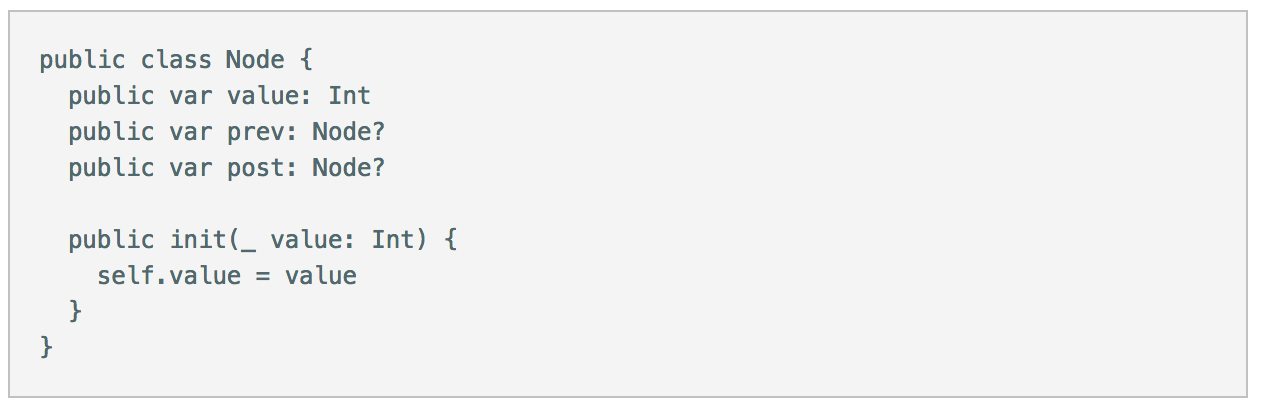 public class Node {
  public var value: Int
  public var prev: Node?
  public var post: Node?

  public init(_ value: Int) {
    self.value = value
  }
}